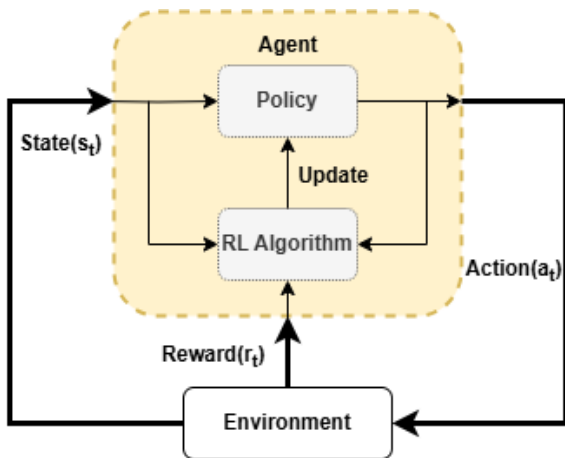 Agent
Policy
State(sₜ)
Update
RL Algorithm
Action(aₜ)
Reward(rₜ)
Environment